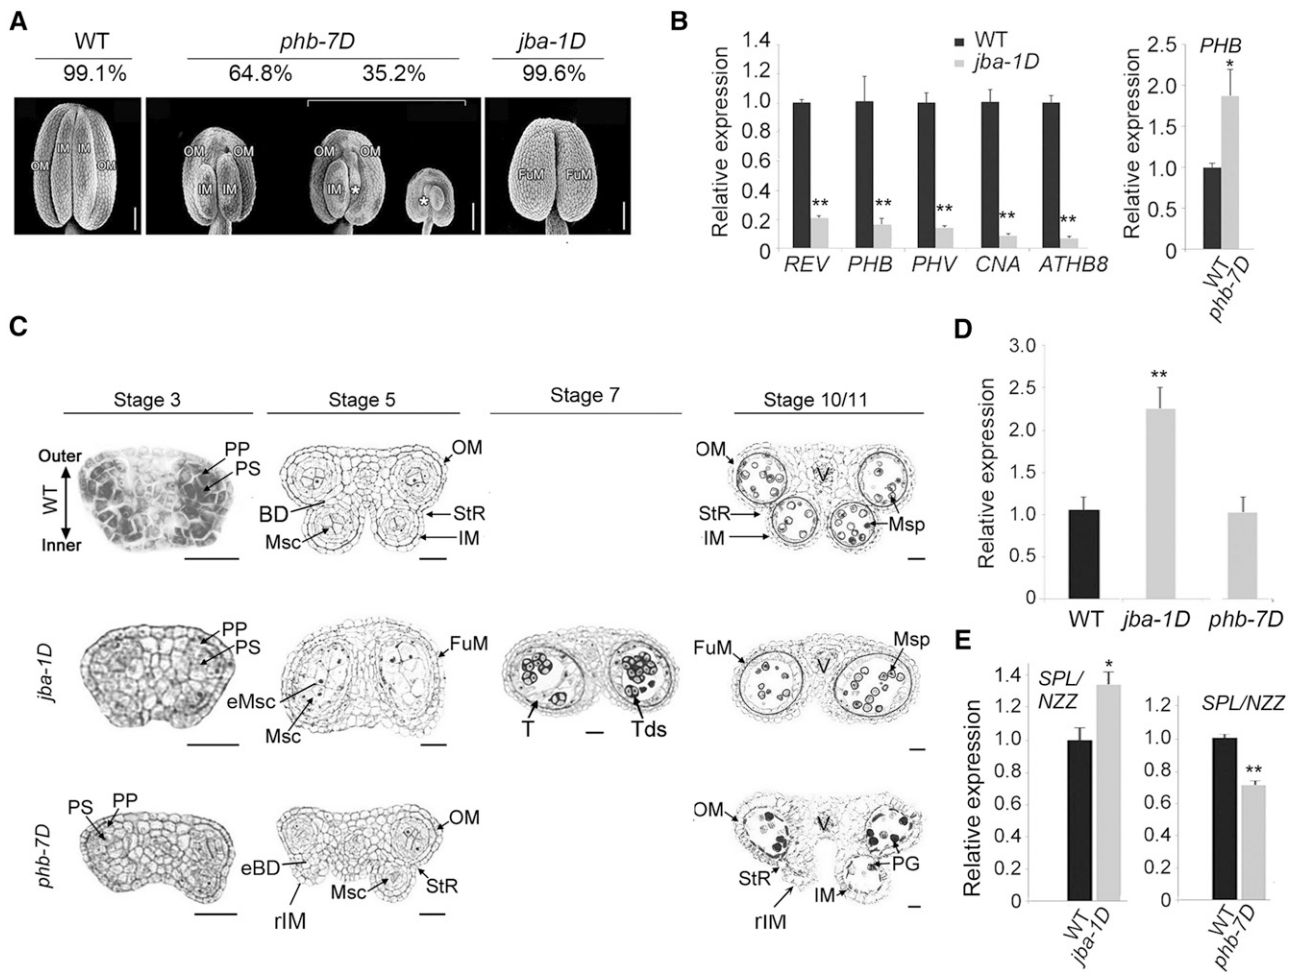 A
WT phb-7D jba-1D
99.1% 64.8% 35.2% 99.6%
OM IM IM OM
OM OM IM IM
OM OM IM *
*
FuM FuM
B
Relative expression
1.4
1.2
1.0
0.8
0.6
0.4
0.2
0
WT
jba-1D
** ** ** ** **
REV PHB PHV CNA ATHB8
Relative expression
2.5
2.0
1.5
1.0
0.5
0
PHB
*
WT
phb-7D
C
Stage 3 Stage 5 Stage 7 Stage 10/11
WT
Outer
Inner
PP
PS
OM
BD
StR
Msc
IM
OM
V
StR
Msp
IM
jba-1D
PP
PS
FuM
eMsc
Msc
T
Tds
FuM
Msp
V
phb-7D
PS
PP
OM
eBD
Msc
StR
rIM
OM
V
PG
StR
IM
rIM
D
Relative expression
3.0
2.5
2.0
1.5
1.0
0.5
0
**
WT jba-1D phb-7D
E
Relative expression
1.4
1.2
1.0
0.8
0.6
0.4
0.2
0
SPL/
NZZ
*
WT
jba-1D
1.2
1.0
0.8
0.6
0.4
0.2
0
SPL/NZZ
**
WT
phb-7D